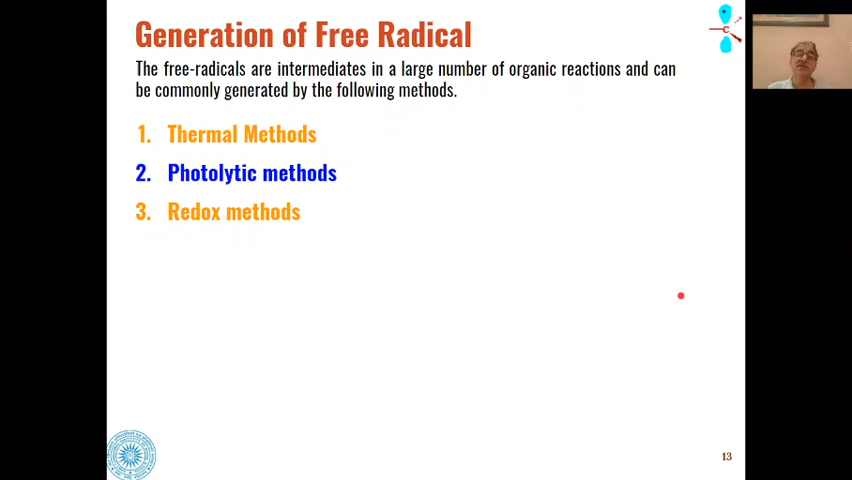 Generation of Free Radical
The free-radicals are intermediates in a large number of organic reactions and can
be commonly generated by the following methods.
1. Thermal Methods
2. Photolytic methods
3. Redox methods
C
13